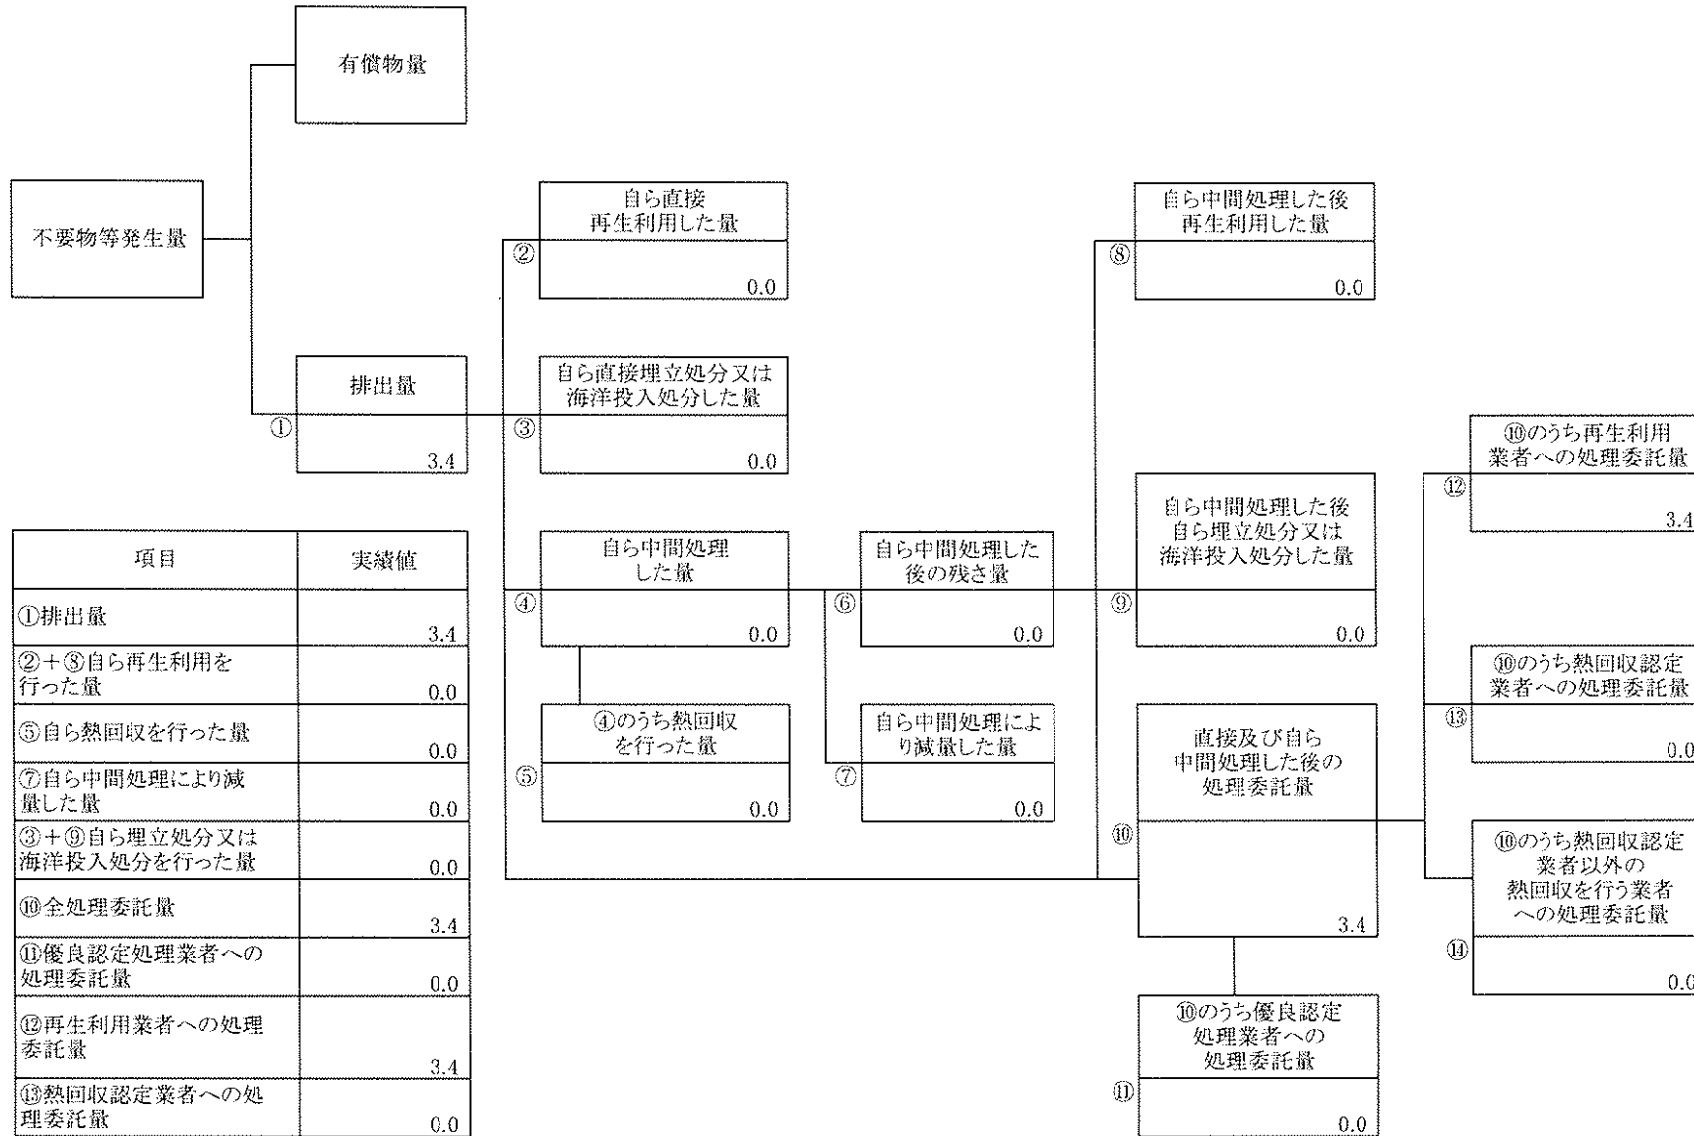 有償物量
不要物等発生量
自ら直接
再生利用した量
②
0.0
自ら中間処理した後
再生利用した量
⑧
0.0
排出量
①
3.4
自ら直接埋立処分又は
海洋投入処分した量
③
0.0
⑩のうち再生利用
業者への処理委託量
⑫
3.4
自ら中間処理
した量
④
0.0
自ら中間処理した
後の残さ量
⑥
0.0
自ら中間処理した後
自ら埋立処分又は
海洋投入処分した量
⑨
0.0
⑩のうち熱回収認定
業者への処理委託量
⑬
0.0
④のうち熱回収
を行った量
⑤
0.0
自ら中間処理によ
り減量した量
⑦
0.0
直接及び自ら
中間処理した後の
処理委託量
⑩
3.4
⑩のうち熱回収認定
業者以外の
熱回収を行う業者
への処理委託量
⑭
0.0
⑩のうち優良認定
処理業者への
処理委託量
⑪
0.0
項目 実績値
①排出量
3.4
②+⑧自ら再生利用を
行った量
0.0
⑤自ら熱回収を行った量
0.0
⑦自ら中間処理により減
量した量
0.0
③+⑨自ら埋立処分又は
海洋投入処分を行った量
0.0
⑩全処理委託量
3.4
⑪優良認定処理業者への
処理委託量
0.0
⑫再生利用業者への処理
委託量
3.4
⑬熱回収認定業者への処
理委託量
0.0